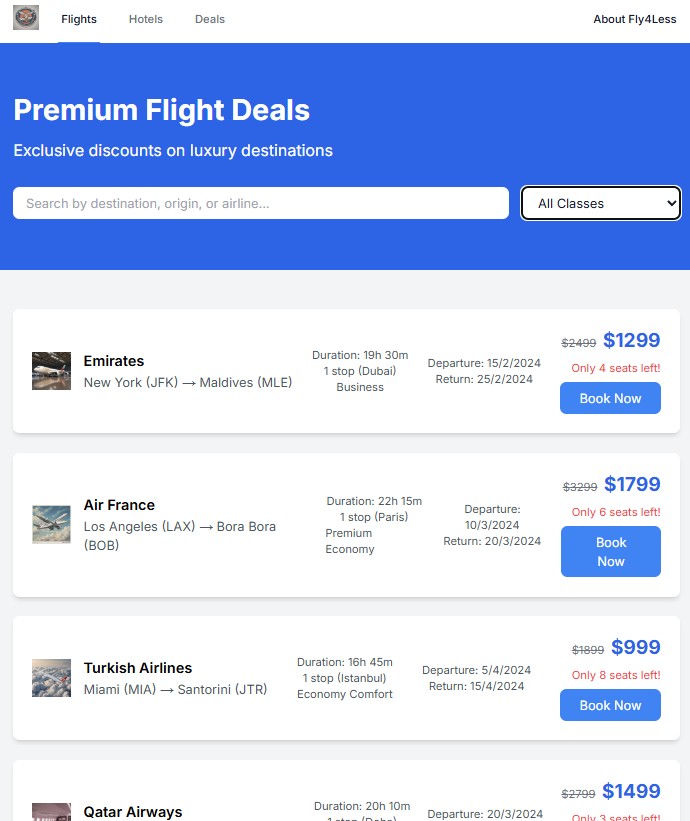 Flights Hotels Deals About Fly4Less
Premium Flight Deals
Exclusive discounts on luxury destinations
Search by destination, origin, or airline...
All Classes
Emirates
New York (JFK) → Maldives (MLE)
Duration: 19h 30m
1 stop (Dubai)
Business
Departure: 15/2/2024
Return: 25/2/2024
$2499 $1299
Only 4 seats left!
Book Now
Air France
Los Angeles (LAX) → Bora Bora
(BOB)
Duration: 22h 15m
1 stop (Paris)
Premium
Economy
Departure:
10/3/2024
Return: 20/3/2024
$3299 $1799
Only 6 seats left!
Book
Now
Turkish Airlines
Miami (MIA) → Santorini (JTR)
Duration: 16h 45m
1 stop (Istanbul)
Economy Comfort
Departure: 5/4/2024
Return: 15/4/2024
$1899 $999
Only 8 seats left!
Book Now
Qatar Airways
Duration: 20h 10m
1 stop (Doha)
Departure: 20/3/2024
$2799 $1499
Only 3 seats left!